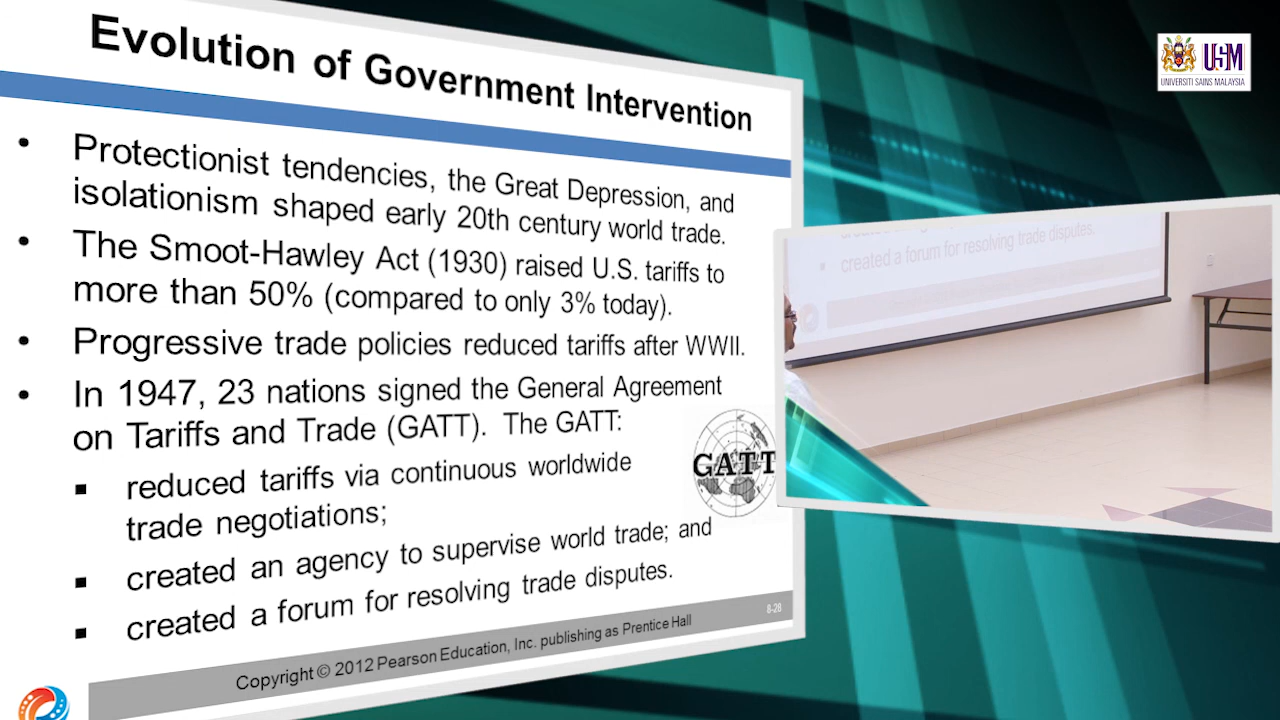 Evolution of Government Intervention
• Protectionist tendencies, the Great Depression, and
isolationism shaped early 20th century world trade.
• The Smoot-Hawley Act (1930) raised U.S. tariffs to
more than 50% (compared to only 3% today).
• Progressive trade policies reduced tariffs after WWII.
• In 1947, 23 nations signed the General Agreement
on Tariffs and Trade (GATT). The GATT:
▪ reduced tariffs via continuous worldwide
trade negotiations;
▪ created an agency to supervise world trade; and
▪ created a forum for resolving trade disputes.
GATT
8-28
Copyright © 2012 Pearson Education, Inc. publishing as Prentice Hall
USM
UNIVERSITI SAINS MALAYSIA
▪ created a forum for resolving trade disputes.